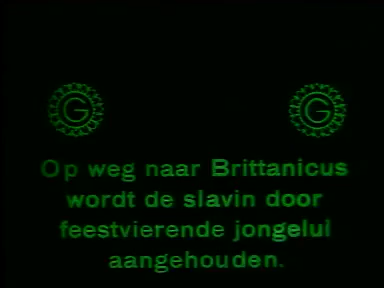 G G
Op weg naar Brittanicus
wordt de slavin door
feestvierende jongelui
aangehouden.